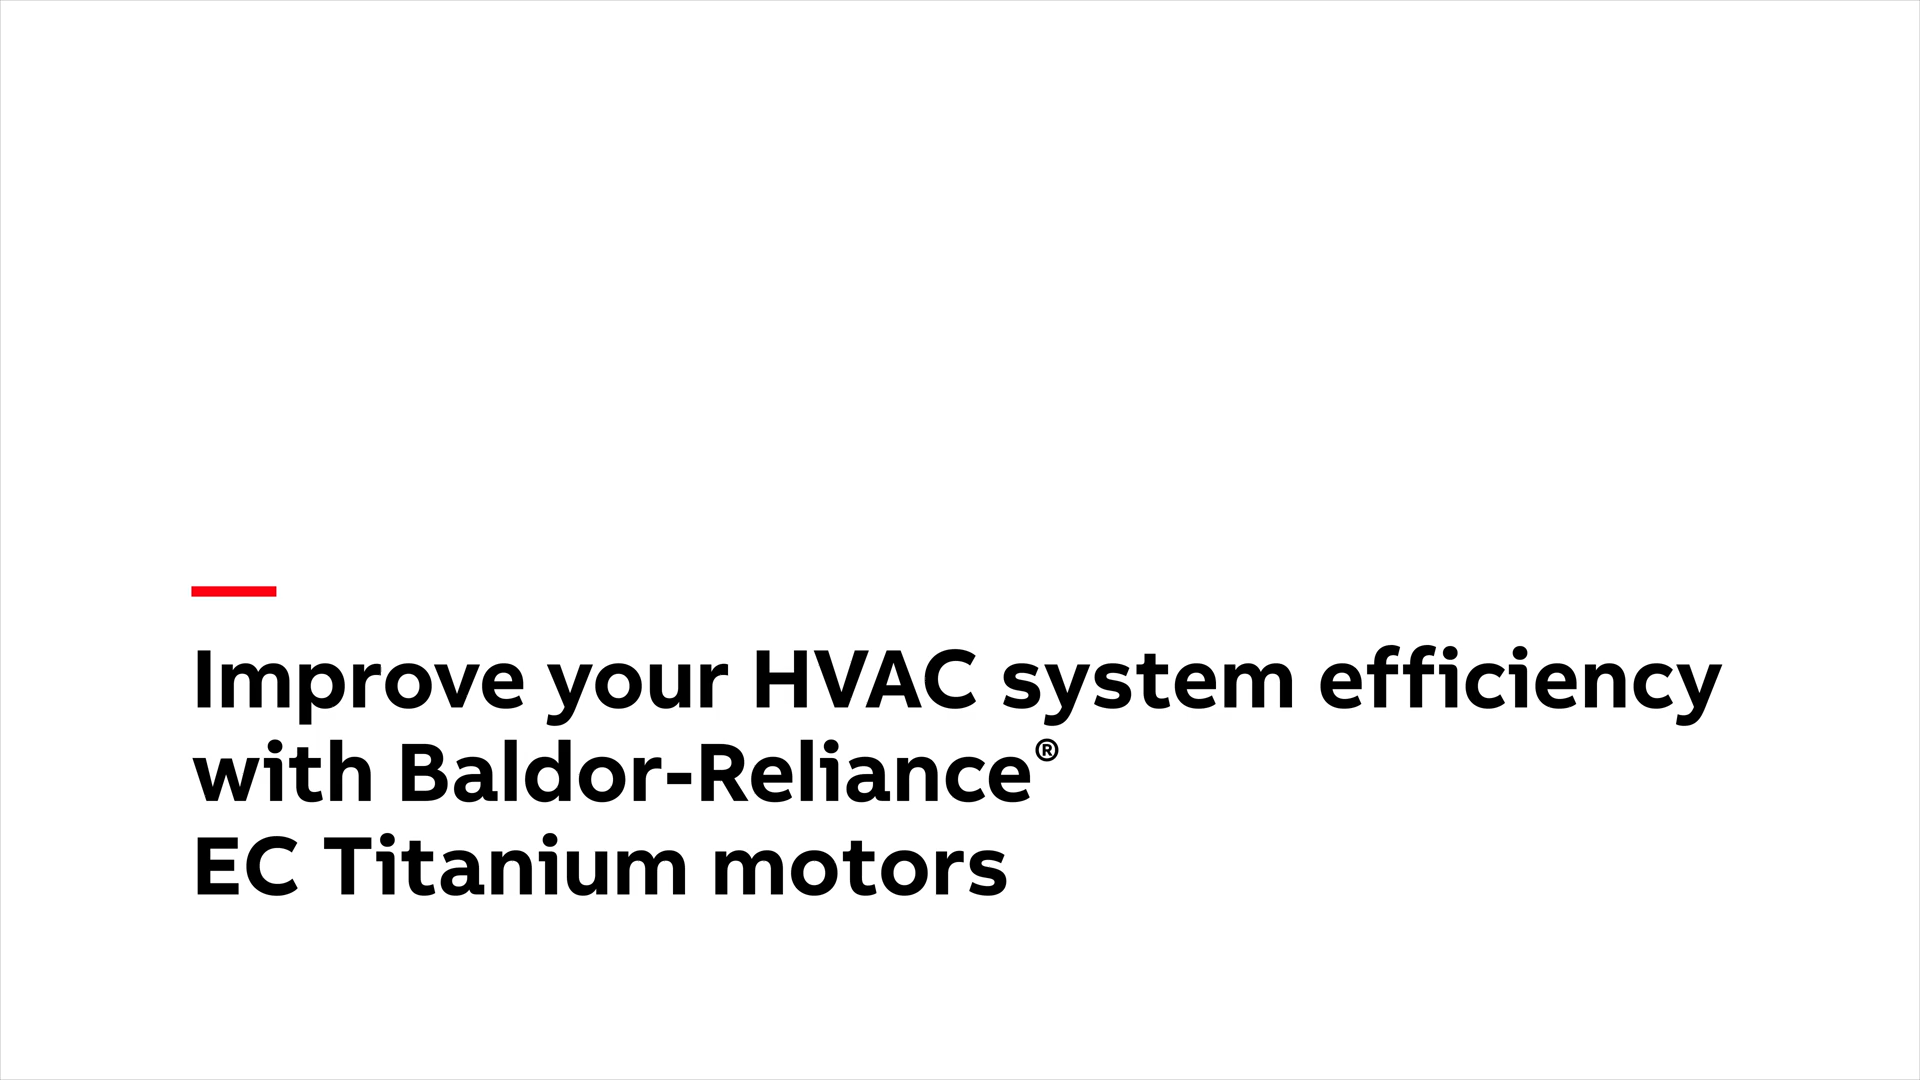 Improve your HVAC system efficiency
with Baldor-Reliance®
EC Titanium motors